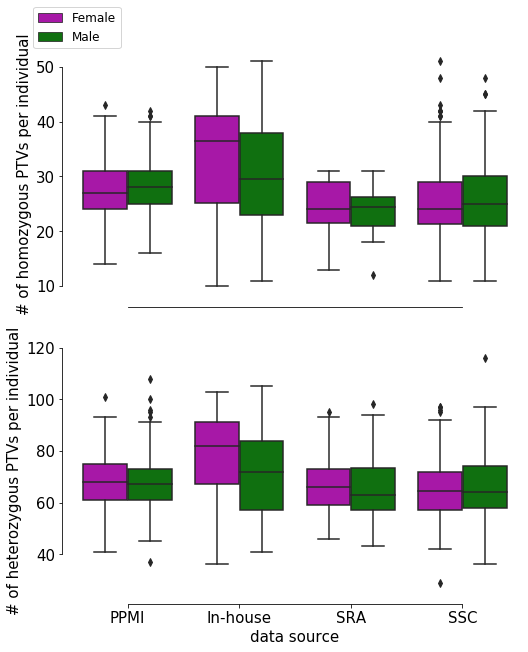 Female
Male
# of homozygous PTVs per individual
50
40
30
20
10
# of heterozygous PTVs per individual
120
100
80
60
40
PPMI In-house SRA SSC
data source